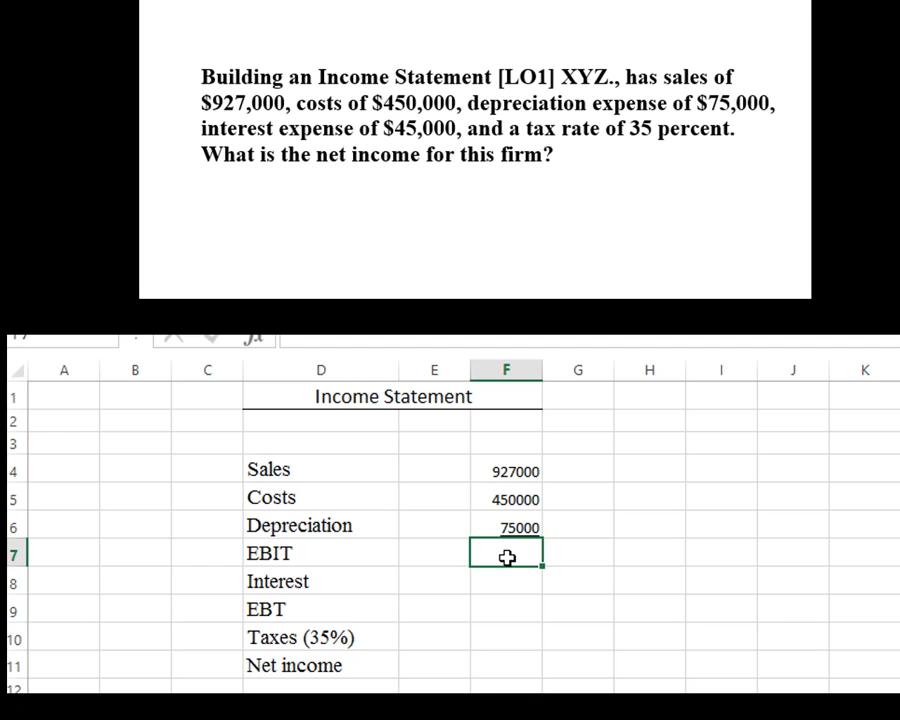 Building an Income Statement [LO1] XYZ., has sales of
$927,000, costs of $450,000, depreciation expense of $75,000,
interest expense of $45,000, and a tax rate of 35 percent.
What is the net income for this firm?
fx
A B C D E F G H I J K
1 Income Statement
2
3
4 Sales 927000
5 Costs 450000
6 Depreciation 75000
7 EBIT
8 Interest
9 EBT
10 Taxes (35%)
11 Net income
12